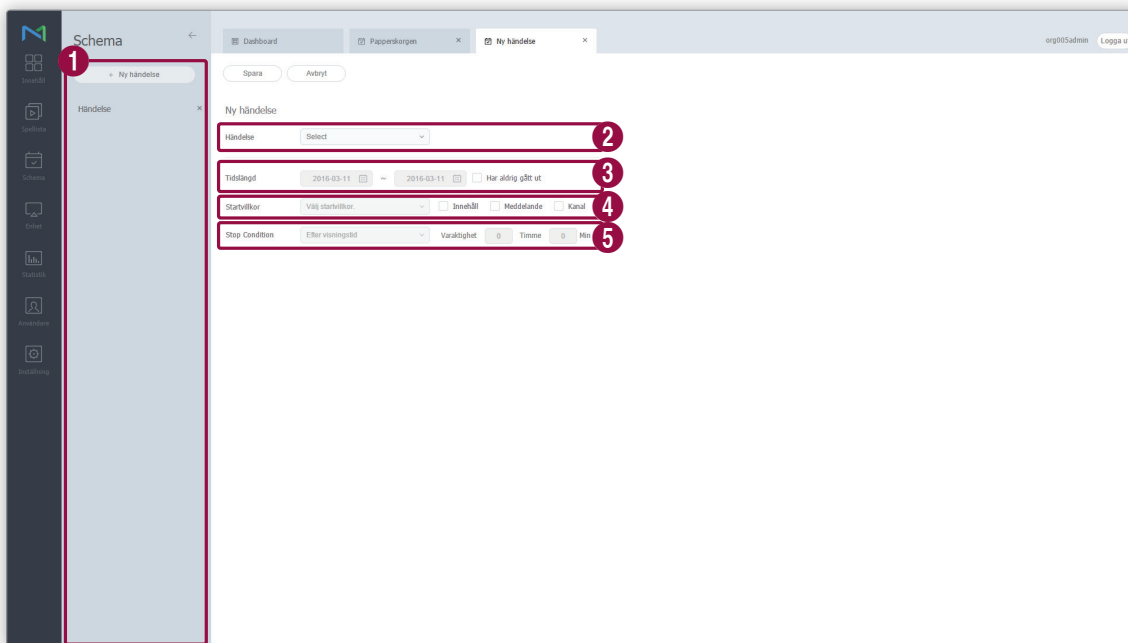 Schema ←
Dashboard
Papperskorgen ×
Ny händelse ×
org005admin Logga ut
1
+ Ny händelse
Händelse ×
Innehåll
Spellista
Schema
Enhet
Statistik
Användare
Inställning
Spara Avbryt
Ny händelse
Händelse Select 2
Tidslängd 2016-03-11 ~ 2016-03-11 Har aldrig gått ut 3
Startvillkor Välj startvillkor. Innehåll Meddelande Kanal 4
Stop Condition Efter visningstid Varaktighet 0 Timme 0 Min 5